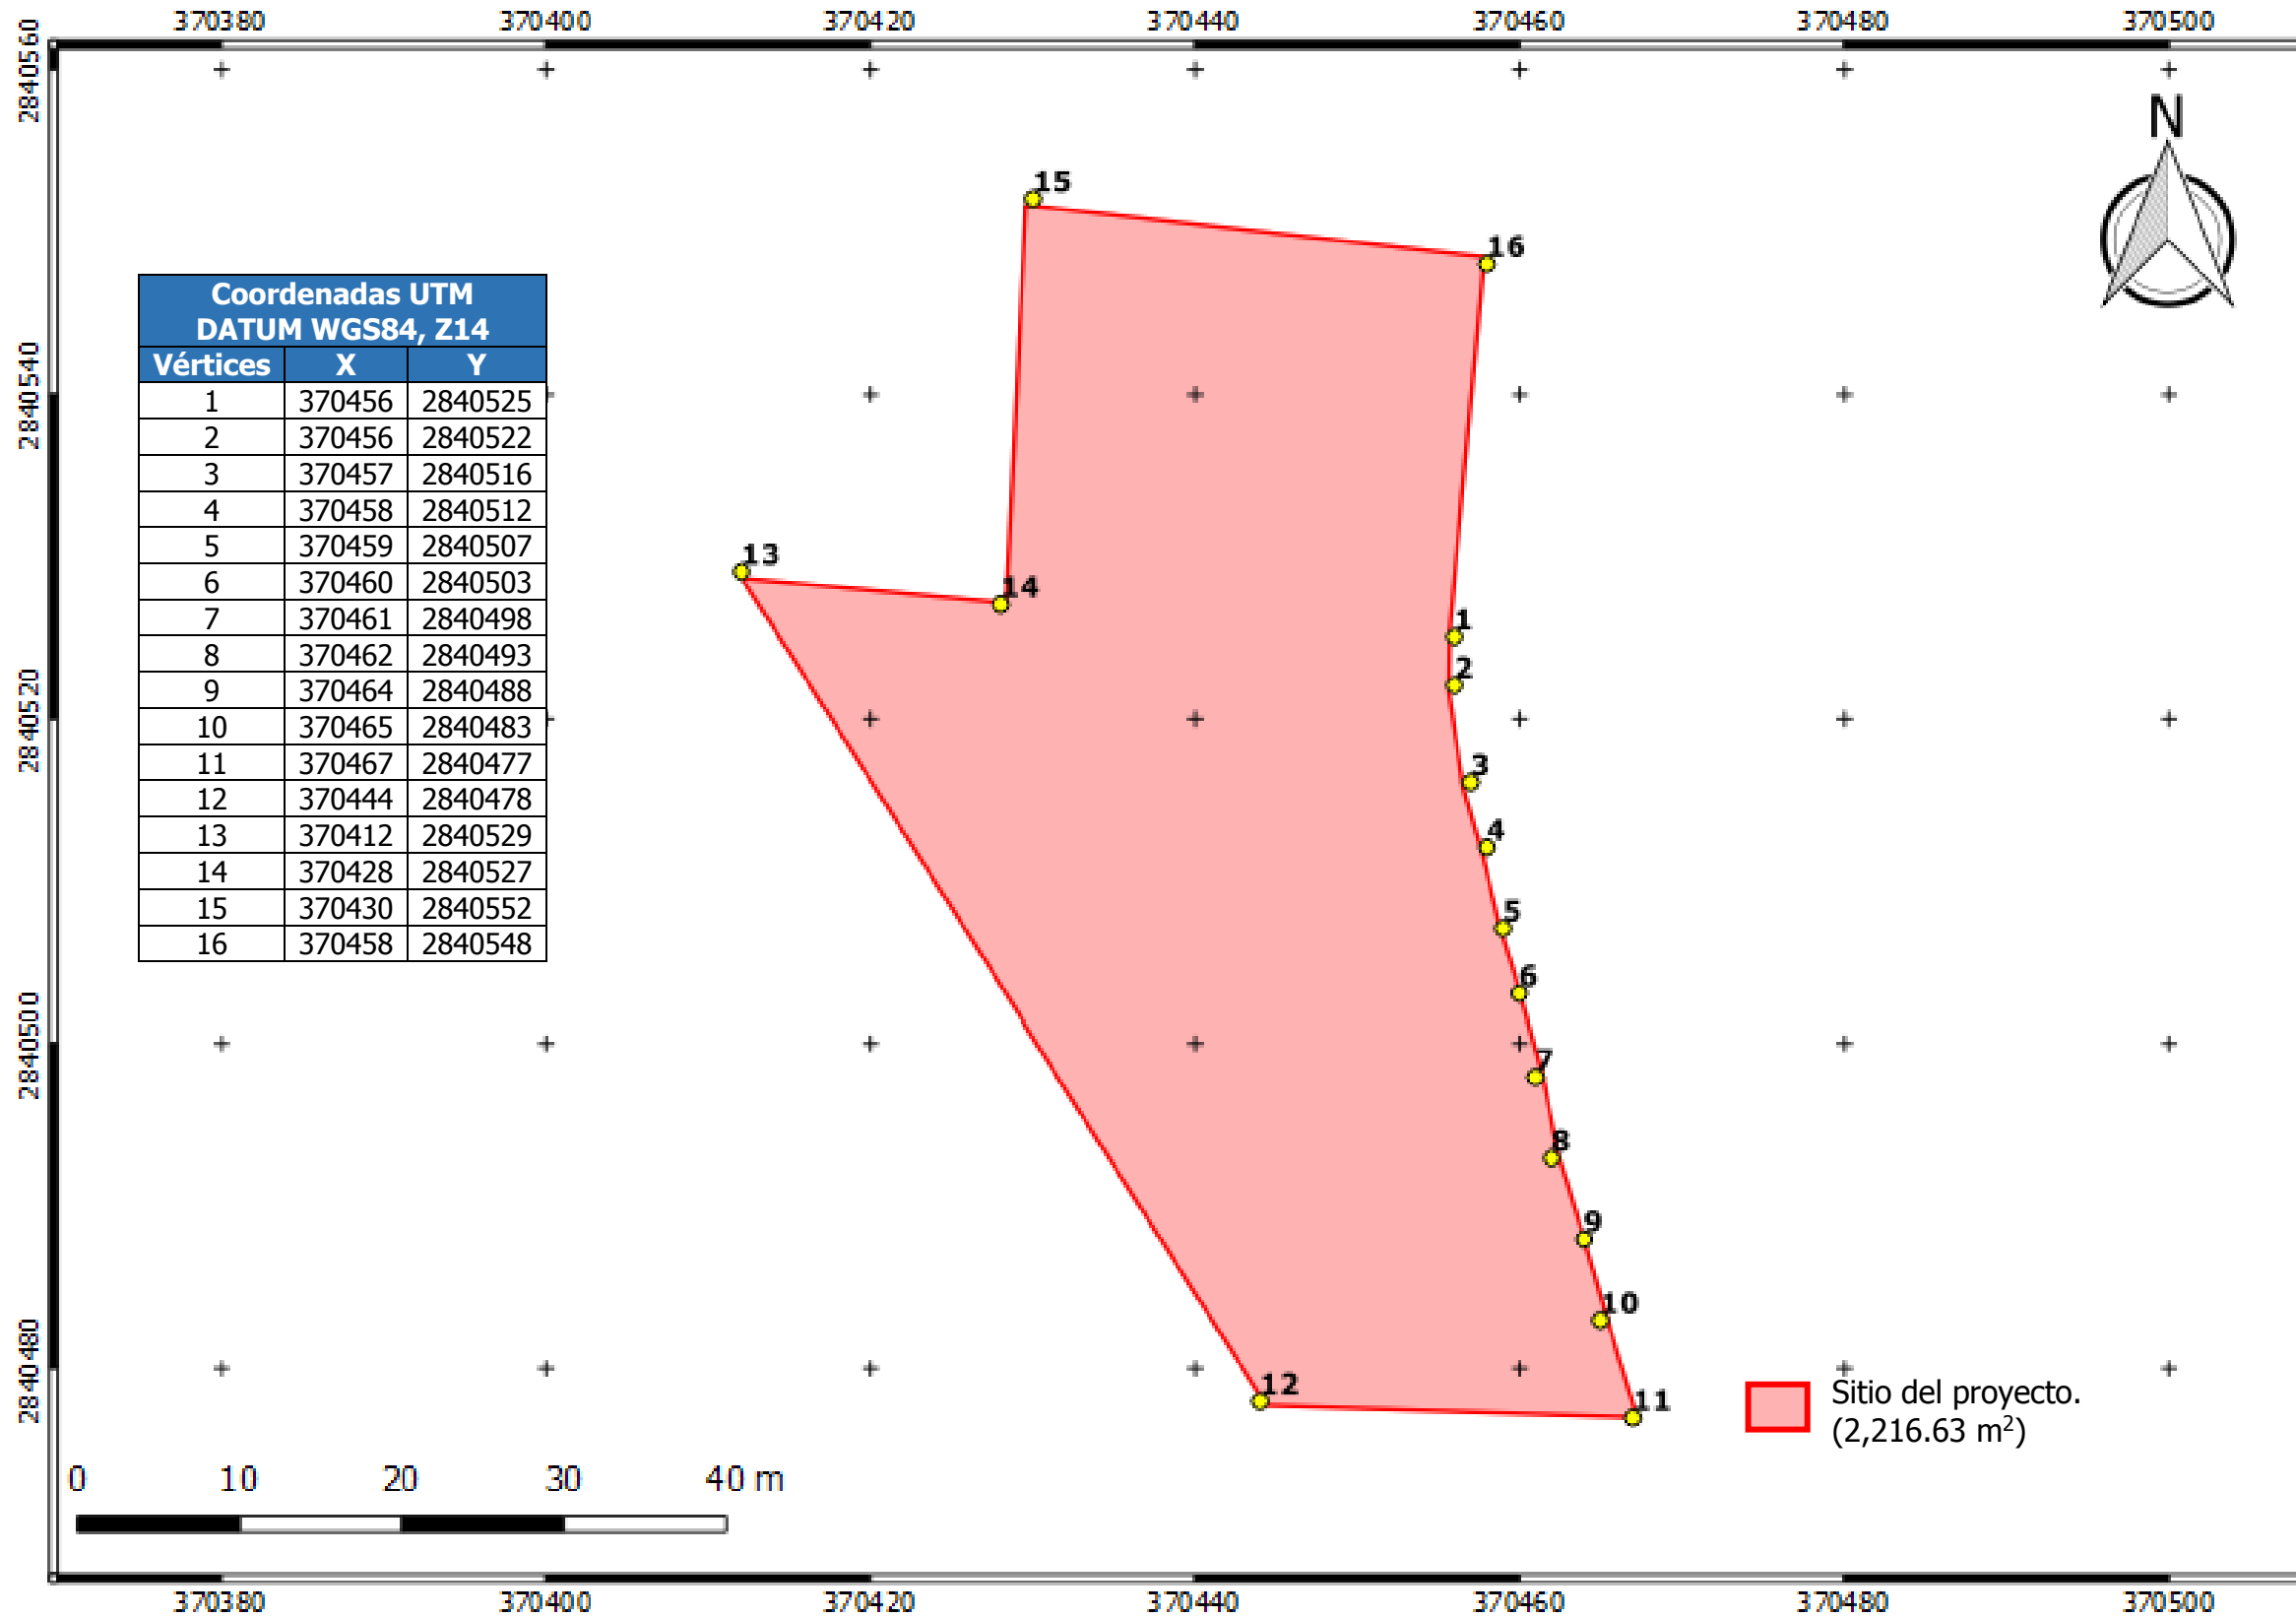 370380 370400 370420 370440 370460 370480 370500
2840560
2840540
2840520
2840500
2840480
N
Coordenadas UTM
DATUM WGS84, Z14
Vértices X Y
1 370456 2840525
2 370456 2840522
3 370457 2840516
4 370458 2840512
5 370459 2840507
6 370460 2840503
7 370461 2840498
8 370462 2840493
9 370464 2840488
10 370465 2840483
11 370467 2840477
12 370444 2840478
13 370412 2840529
14 370428 2840527
15 370430 2840552
16 370458 2840548
15
16
13
14
1
2
3
4
5
6
7
8
9
10
12
11
Sitio del proyecto.
(2,216.63 m²)
0 10 20 30 40 m
370380 370400 370420 370440 370460 370480 370500